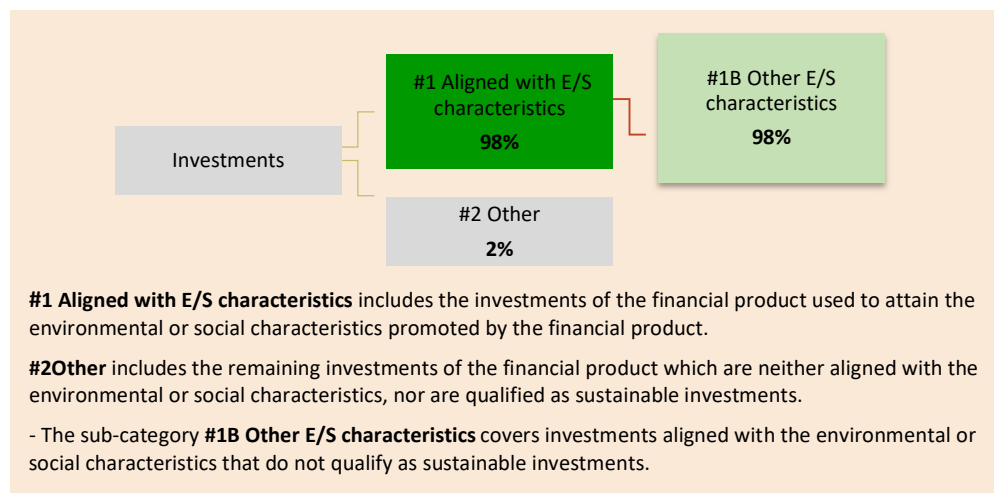 #1 Aligned with E/S
characteristics
98%
#1B Other E/S
characteristics
98%
Investments
#2 Other
2%
#1 Aligned with E/S characteristics includes the investments of the financial product used to attain the
environmental or social characteristics promoted by the financial product.
#2Other includes the remaining investments of the financial product which are neither aligned with the
environmental or social characteristics, nor are qualified as sustainable investments.
- The sub-category #1B Other E/S characteristics covers investments aligned with the environmental or
social characteristics that do not qualify as sustainable investments.